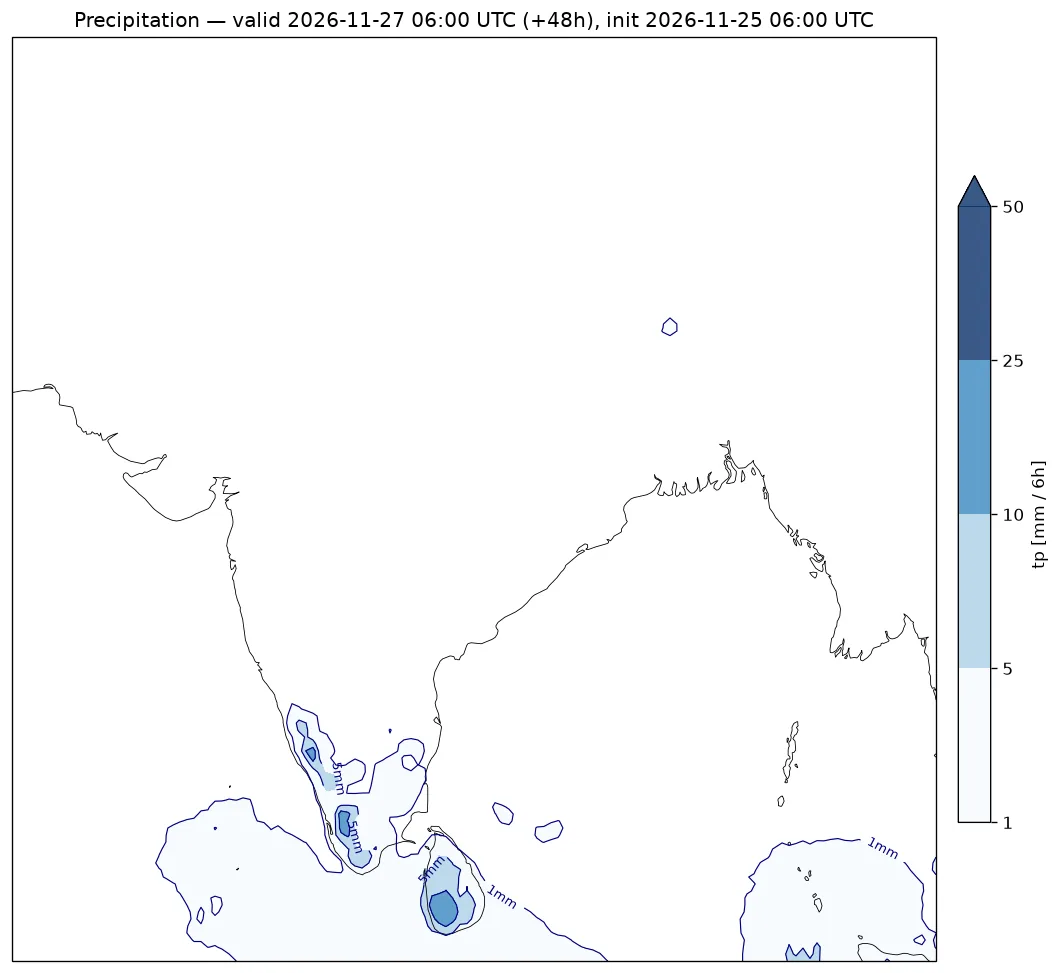 Precipitation — valid 2026-11-27 06:00 UTC (+48h), init 2026-11-25 06:00 UTC
50
25
10
5
1
tp [mm / 6h]
5mm
5mm
5mm
1mm
1mm